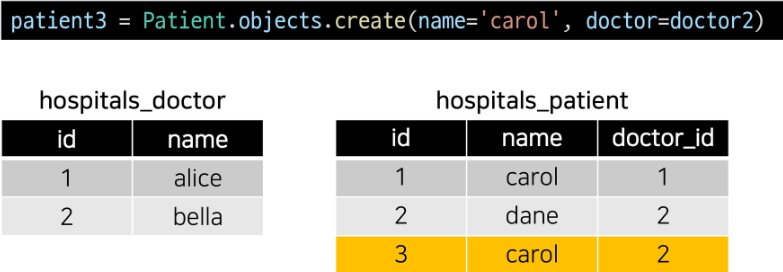 patient3 = Patient.objects.create(name='carol', doctor=doctor2)
hospitals_doctor
id name
1 alice
2 bella
hospitals_patient
id name doctor_id
1 carol 1
2 dane 2
3 carol 2